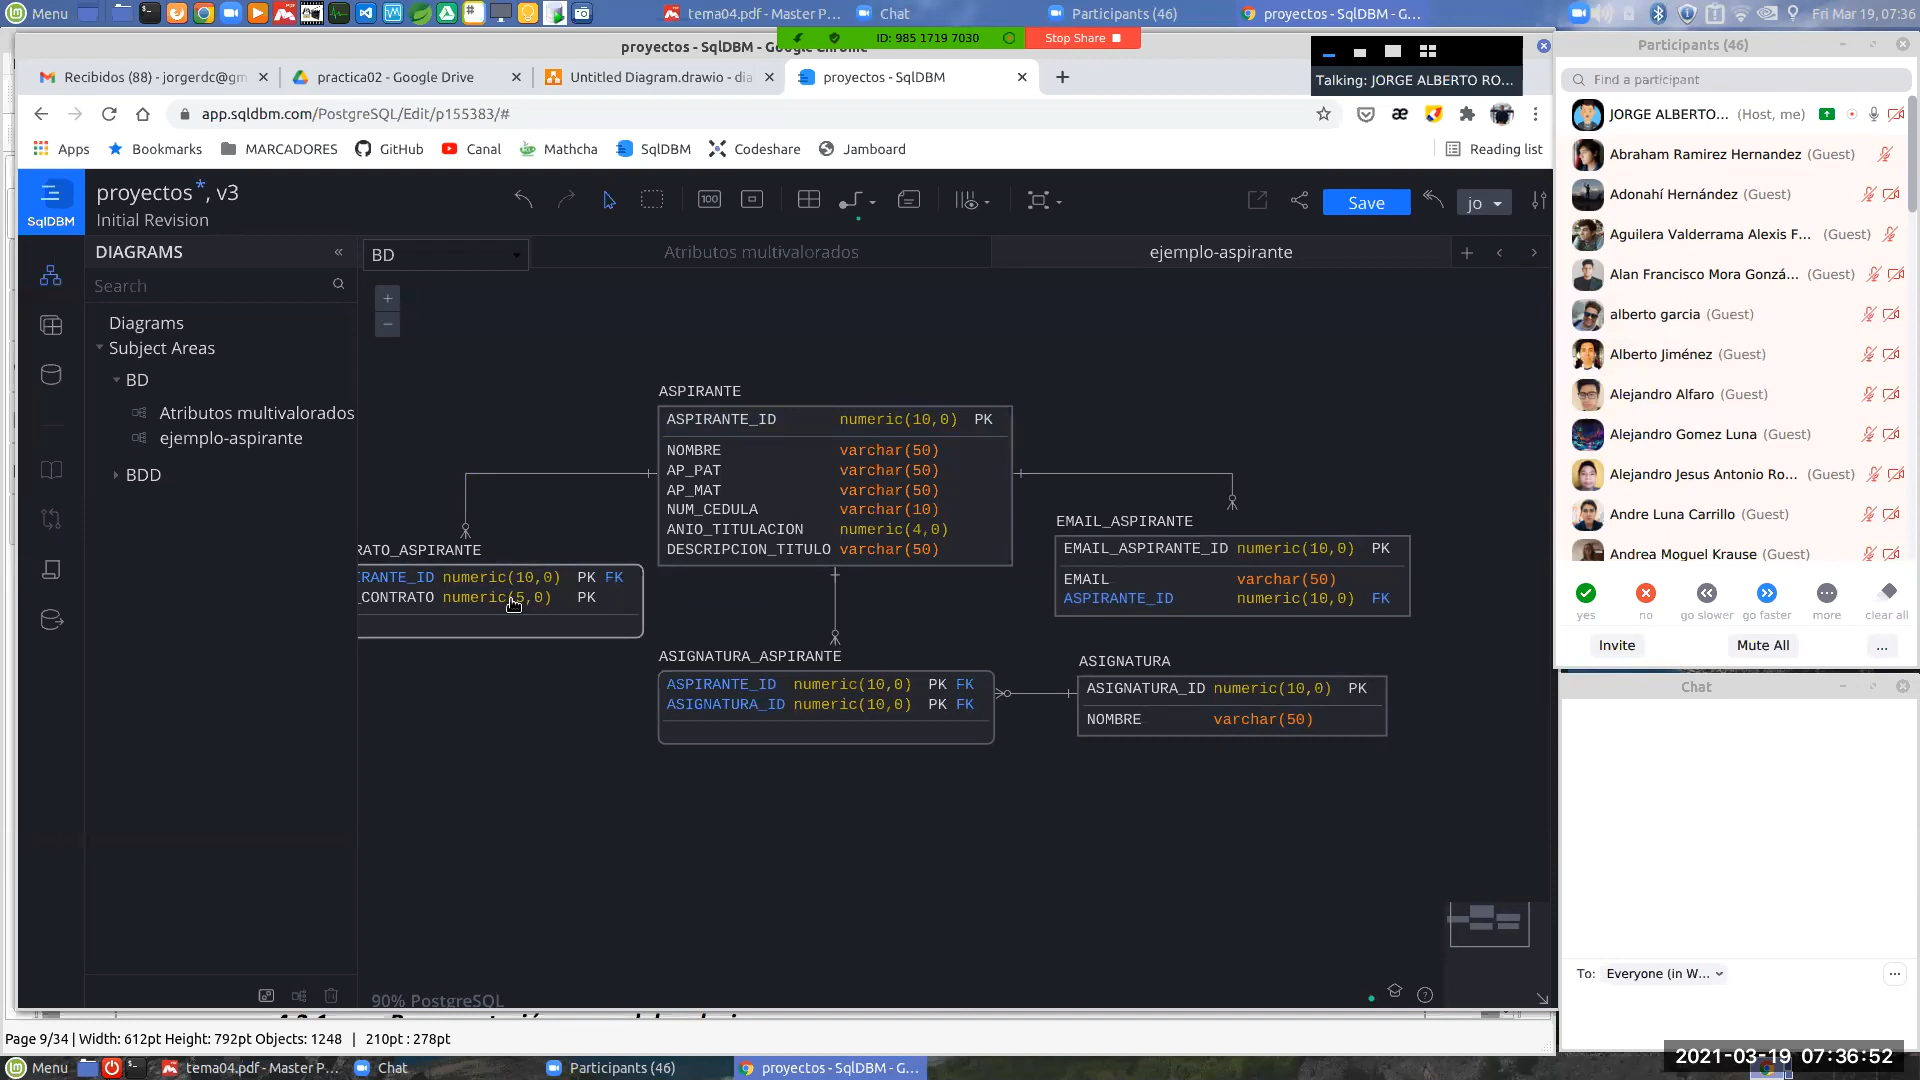 Menu
tema04.pdf - Master P...
Chat
Participants (46)
proyectos - SqlDBM - G...
Fri Mar 19, 07:36
proyectos - SqlDBM - Google Chrome
ID: 985 1719 7030
Stop Share
Talking: JORGE ALBERTO RO...
Recibidos (88) - jorgerdc@gm
practica02 - Google Drive
Untitled Diagram.drawio - dia
proyectos - SqlDBM
app.sqldbm.com/PostgreSQL/Edit/p155383/#
Apps
Bookmarks
MARCADORES
GitHub
Canal
Mathcha
SqlDBM
Codeshare
Jamboard
Reading list
SqlDBM
proyectos*, v3
Initial Revision
100
Save
jo
DIAGRAMS
«
Search
Diagrams
Subject Areas
BD
Atributos multivalorados
ejemplo-aspirante
BDD
BD
Atributos multivalorados
ejemplo-aspirante
+
−
ASPIRANTE
ASPIRANTE_ID numeric(10,0) PK
NOMBRE varchar(50)
AP_PAT varchar(50)
AP_MAT varchar(50)
NUM_CEDULA varchar(10)
ANIO_TITULACION numeric(4,0)
DESCRIPCION_TITULO varchar(50)
RATO_ASPIRANTE
IRANTE_ID numeric(10,0) PK FK
_CONTRATO numeric(5,0) PK
EMAIL_ASPIRANTE
EMAIL_ASPIRANTE_ID numeric(10,0) PK
EMAIL varchar(50)
ASPIRANTE_ID numeric(10,0) FK
ASIGNATURA_ASPIRANTE
ASPIRANTE_ID numeric(10,0) PK FK
ASIGNATURA_ID numeric(10,0) PK FK
ASIGNATURA
ASIGNATURA_ID numeric(10,0) PK
NOMBRE varchar(50)
90% PostgreSQL
Participants (46)
Find a participant
JORGE ALBERTO... (Host, me)
Abraham Ramirez Hernandez (Guest)
Adonahí Hernández (Guest)
Aguilera Valderrama Alexis F... (Guest)
Alan Francisco Mora Gonzá... (Guest)
alberto garcia (Guest)
Alberto Jiménez (Guest)
Alejandro Alfaro (Guest)
Alejandro Gomez Luna (Guest)
Alejandro Jesus Antonio Ro... (Guest)
Andre Luna Carrillo (Guest)
Andrea Moguel Krause (Guest)
yes
no
go slower
go faster
more
clear all
Invite
Mute All
...
Chat
To: Everyone (in W...
Page 9/34 | Width: 612pt Height: 792pt Objects: 1248 | 210pt : 278pt
Menu
tema04.pdf - Master P...
Chat
Participants (46)
proyectos - SqlDBM - G...
2021-03-19 07:36:52